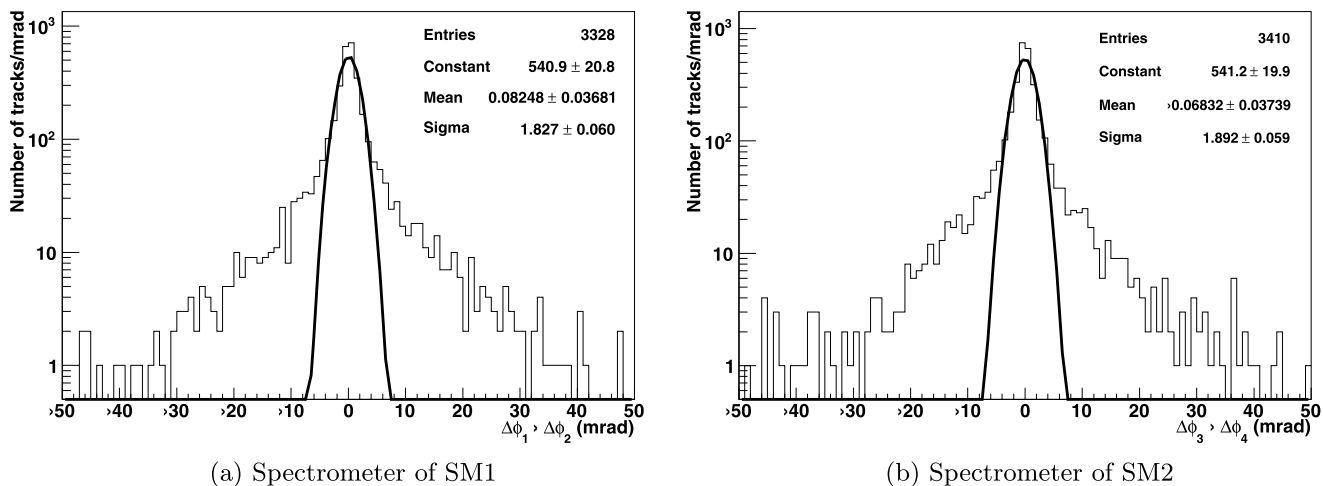 Number of tracks/mrad
10³
10²
10
1
Entries 3328
Constant 540.9 ± 20.8
Mean 0.08248 ± 0.03681
Sigma 1.827 ± 0.060
›50 ›40 ›30 ›20 ›10 0 10 20 30 40 50
Δϕ₁ › Δϕ₂ (mrad)
(a) Spectrometer of SM1
Number of tracks/mrad
10³
10²
10
1
Entries 3410
Constant 541.2 ± 19.9
Mean ›0.06832 ± 0.03739
Sigma 1.892 ± 0.059
›50 ›40 ›30 ›20 ›10 0 10 20 30 40 50
Δϕ₃ › Δϕ₄ (mrad)
(b) Spectrometer of SM2